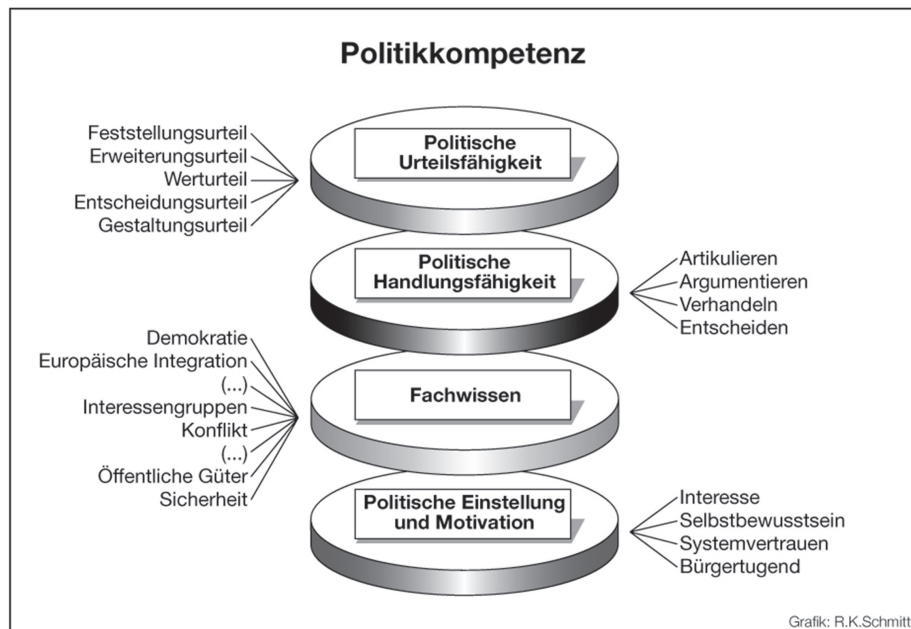 Politikkompetenz
Politische
Urteilsfähigkeit
Feststellungsurteil
Erweiterungsurteil
Werturteil
Entscheidungsurteil
Gestaltungsurteil
Politische
Handlungsfähigkeit
Artikulieren
Argumentieren
Verhandeln
Entscheiden
Fachwissen
Demokratie
Europäische Integration
(...)
Interessengruppen
Konflikt
(...)
Öffentliche Güter
Sicherheit
Politische Einstellung
und Motivation
Interesse
Selbstbewusstsein
Systemvertrauen
Bürgertugend
Grafik: R.K.Schmitt